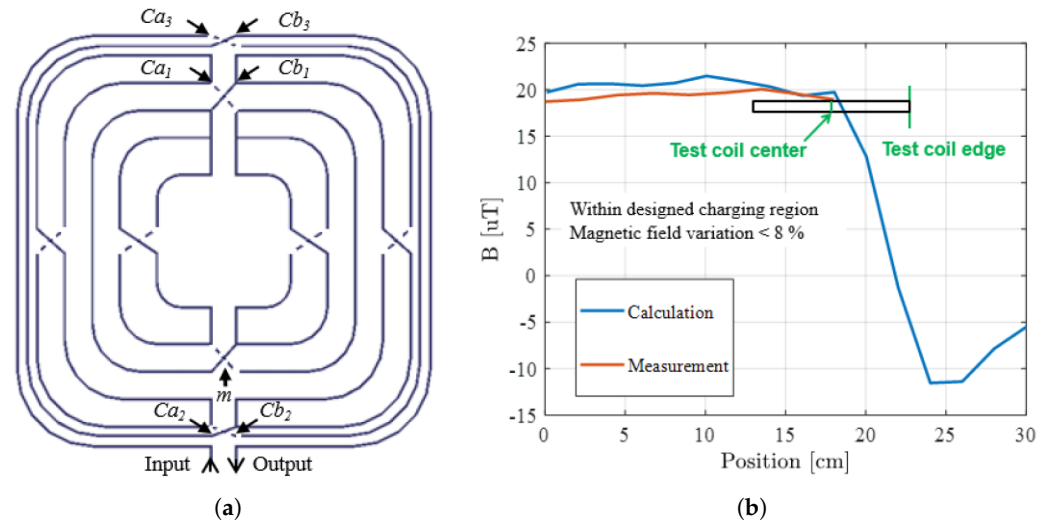 Ca3 Cb3
Ca1 Cb1
m
Ca2 Cb2
Input Output
(a)
25
20
15
10
5
0
-5
-10
-15
B [uT]
Test coil center
Test coil edge
Within designed charging region
Magnetic field variation < 8 %
Calculation
Measurement
0 5 10 15 20 25 30
Position [cm]
(b)